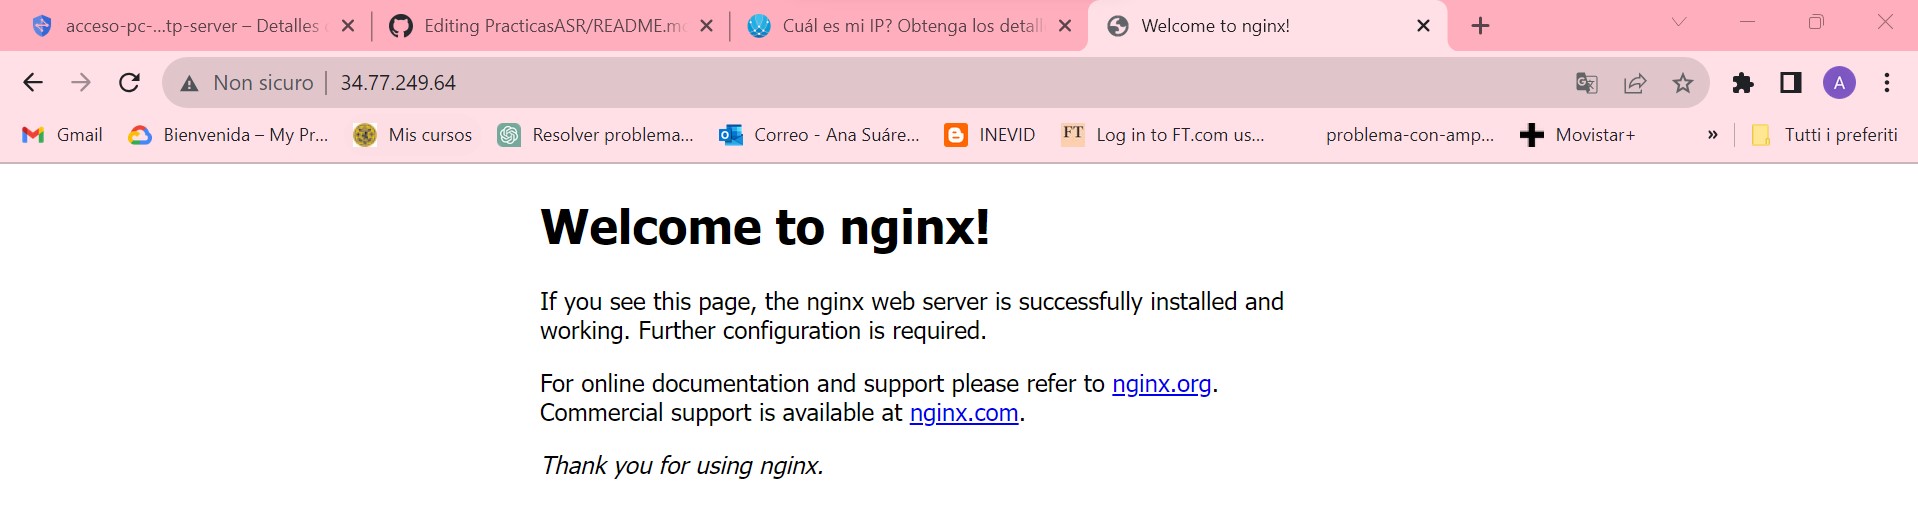 acceso-pc-...tp-server – Detalles
Editing PracticasASR/README.m
Cuál es mi IP? Obtenga los detall
Welcome to nginx!
Non sicuro
34.77.249.64
A
Gmail
Bienvenida – My Pr...
Mis cursos
Resolver problema...
Correo - Ana Suáre...
INEVID
FT
Log in to FT.com us...
problema-con-amp...
Movistar+
»
Tutti i preferiti
Welcome to nginx!
If you see this page, the nginx web server is successfully installed and
working. Further configuration is required.
For online documentation and support please refer to nginx.org.
Commercial support is available at nginx.com.
Thank you for using nginx.